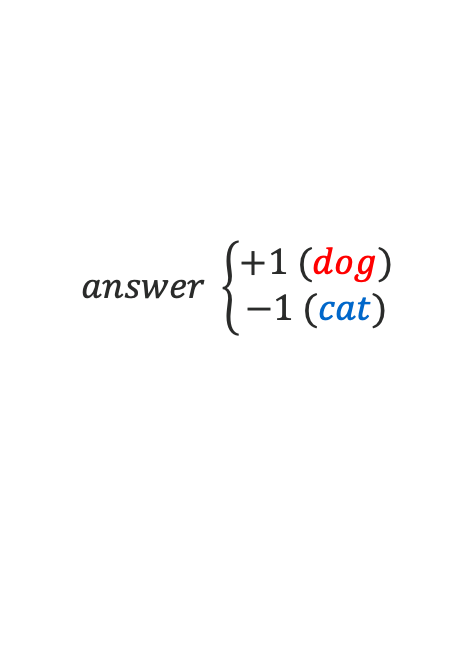 answer
+1 (dog)
−1 (cat)